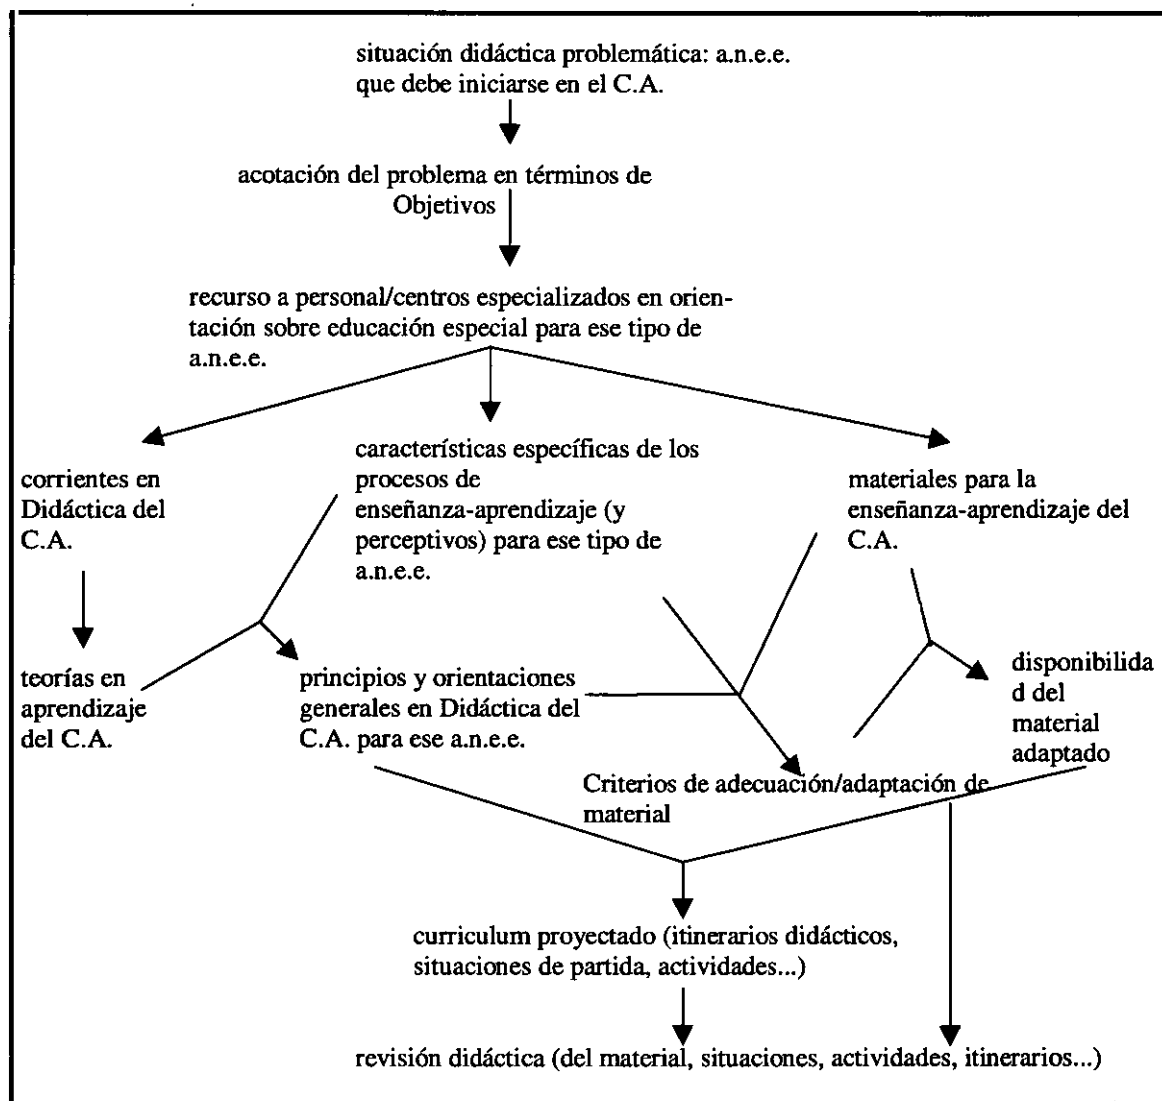 situación didáctica problemática: a.n.e.e.
que debe iniciarse en el C.A.
acotación del problema en términos de
Objetivos
recurso a personal/centros especializados en orien-
tación sobre educación especial para ese tipo de
a.n.e.e.
corrientes en
Didáctica del
C.A.
características específicas de los
procesos de
enseñanza-aprendizaje (y
perceptivos) para ese tipo de
a.n.e.e.
materiales para la
enseñanza-aprendizaje del
C.A.
teorías en
aprendizaje
del C.A.
principios y orientaciones
generales en Didáctica del
C.A. para ese a.n.e.e.
disponibilida
d del
material
adaptado
Criterios de adecuación/adaptación de
material
curriculum proyectado (itinerarios didácticos,
situaciones de partida, actividades...)
revisión didáctica (del material, situaciones, actividades, itinerarios...)